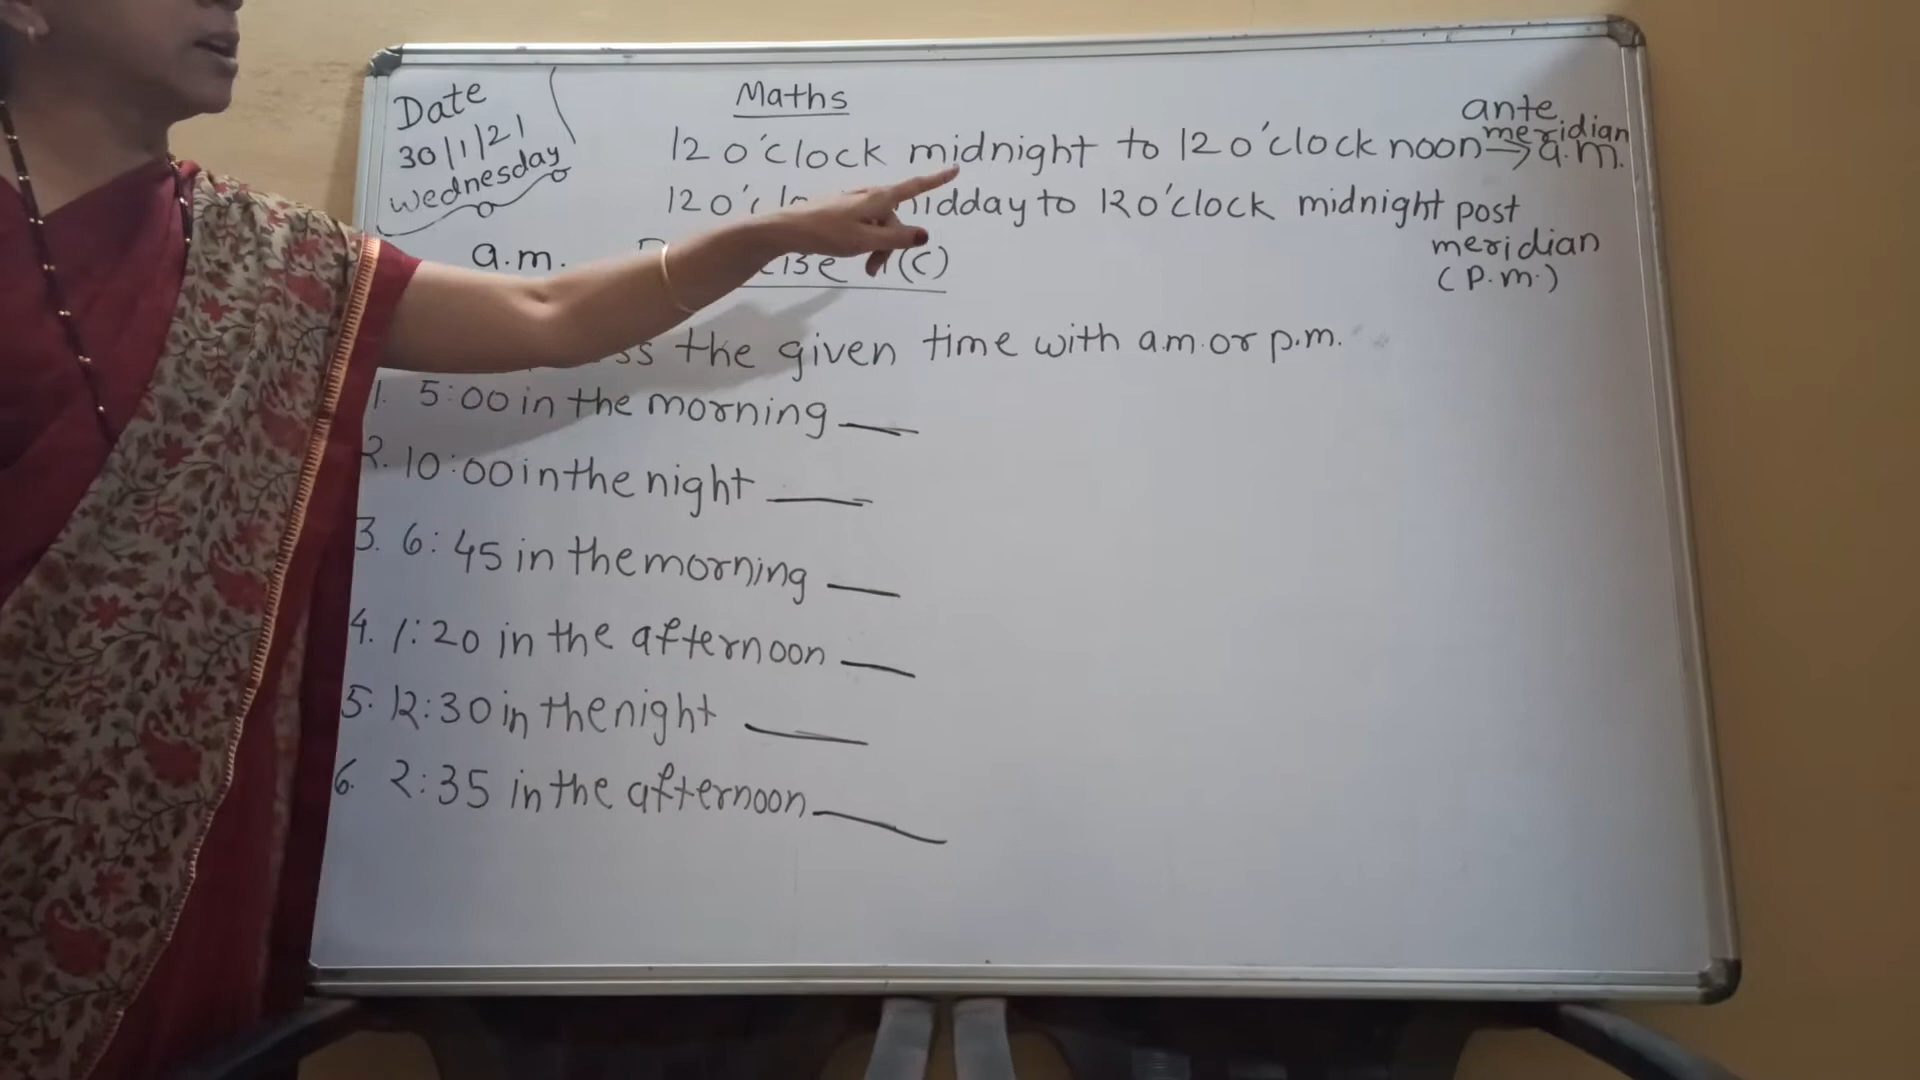 Date
30/1/21
wednesday
Maths
ante
meridian
12 o'clock midnight to 12 o'clock noon → a.m.
12 o'clo midday to 12 o'clock midnight post
meridian
(p.m.)
a.m.
cise (c)
ss the given time with a.m. or p.m.
1. 5:00 in the morning ___
2. 10:00 in the night ___
3. 6:45 in the morning ___
4. 1:20 in the afternoon ___
5. 12:30 in the night ___
6. 2:35 in the afternoon ___